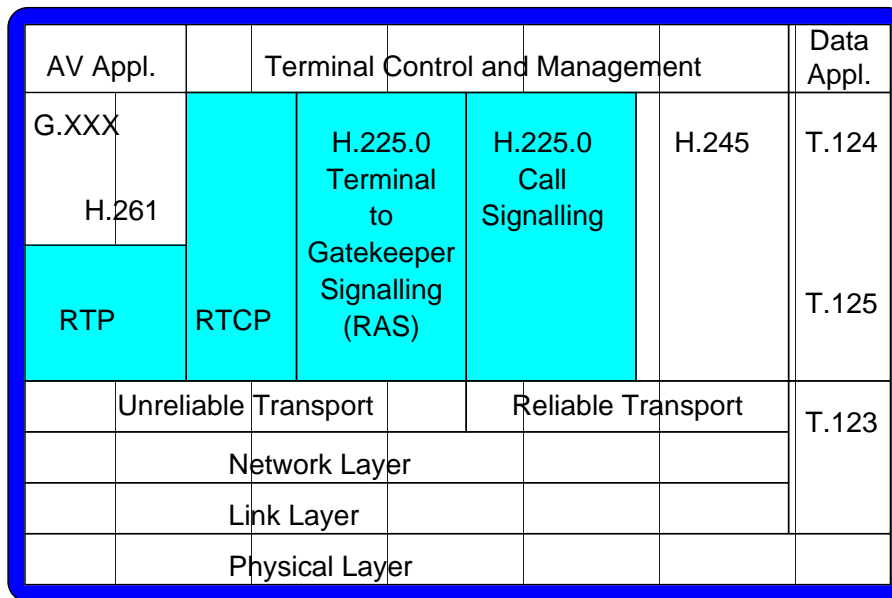 AV Appl.
Terminal Control and Management
Data
Appl.
G.XXX
H.261
RTP
RTCP
H.225.0
Terminal
to
Gatekeeper
Signalling
(RAS)
H.225.0
Call
Signalling
H.245
T.124
T.125
Unreliable Transport
Reliable Transport
T.123
Network Layer
Link Layer
Physical Layer